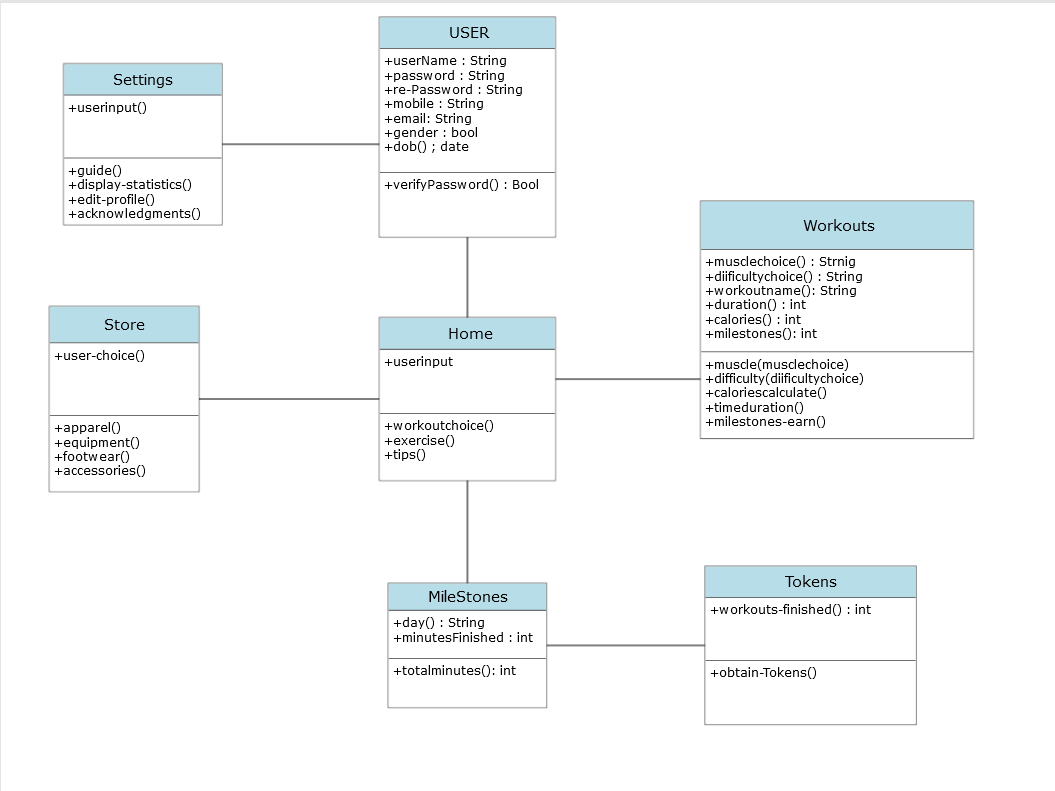 USER
+userName : String
+password : String
+re-Password : String
+mobile : String
+email: String
+gender : bool
+dob() ; date
+verifyPassword() : Bool
Settings
+userinput()
+guide()
+display-statistics()
+edit-profile()
+acknowledgments()
Workouts
+musclechoice() : Strnig
+diificultychoice() : String
+workoutname(): String
+duration() : int
+calories() : int
+milestones(): int
+muscle(musclechoice)
+difficulty(diificultychoice)
+caloriescalculate()
+timeduration()
+milestones-earn()
Store
+user-choice()
+apparel()
+equipment()
+footwear()
+accessories()
Home
+userinput
+workoutchoice()
+exercise()
+tips()
MileStones
+day() : String
+minutesFinished : int
+totalminutes(): int
Tokens
+workouts-finished() : int
+obtain-Tokens()